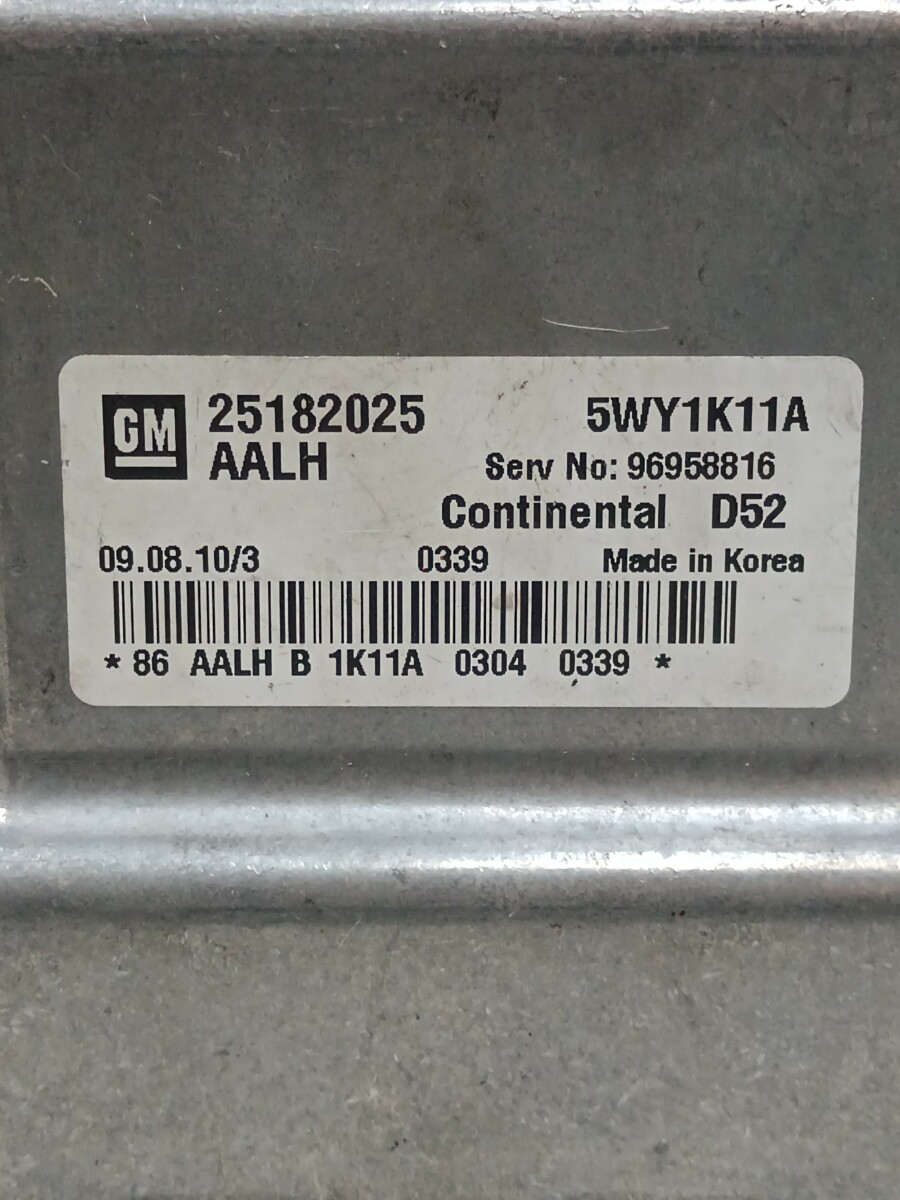 GM 25182025 5WY1K11A
AALH Serv No: 96958816
Continental D52
09.08.10/3 0339 Made in Korea
* 86 AALH B 1K11A 0304 0339 *